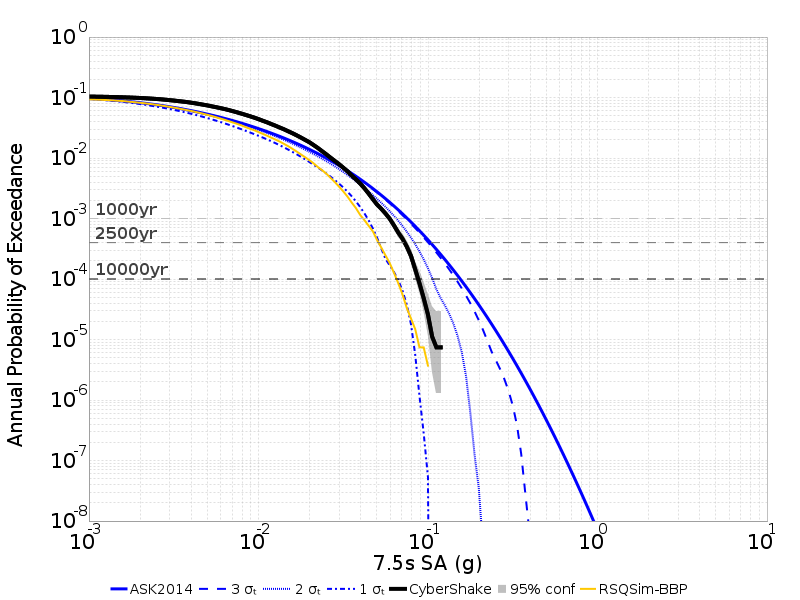 10^0
10^-1
10^-2
10^-3
10^-4
10^-5
10^-6
10^-7
10^-8
Annual Probability of Exceedance
1000yr
2500yr
10000yr
10^-3 10^-2 10^-1 10^0 10^1
7.5s SA (g)
ASK2014 3 σₜ 2 σₜ 1 σₜ CyberShake 95% conf RSQSim-BBP